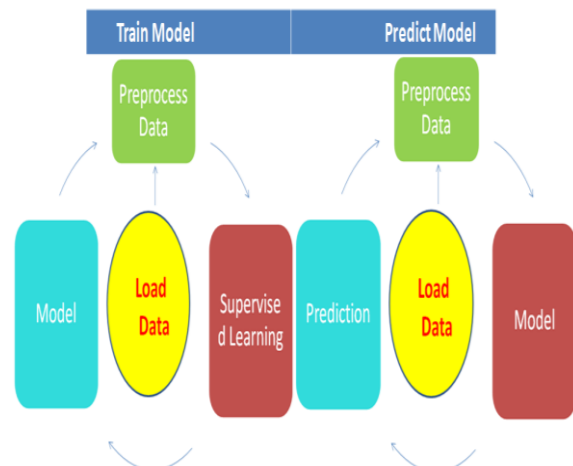 Train Model
Predict Model
Preprocess
Data
Preprocess
Data
Model
Load
Data
Supervise
d Learning
Prediction
Load
Data
Model